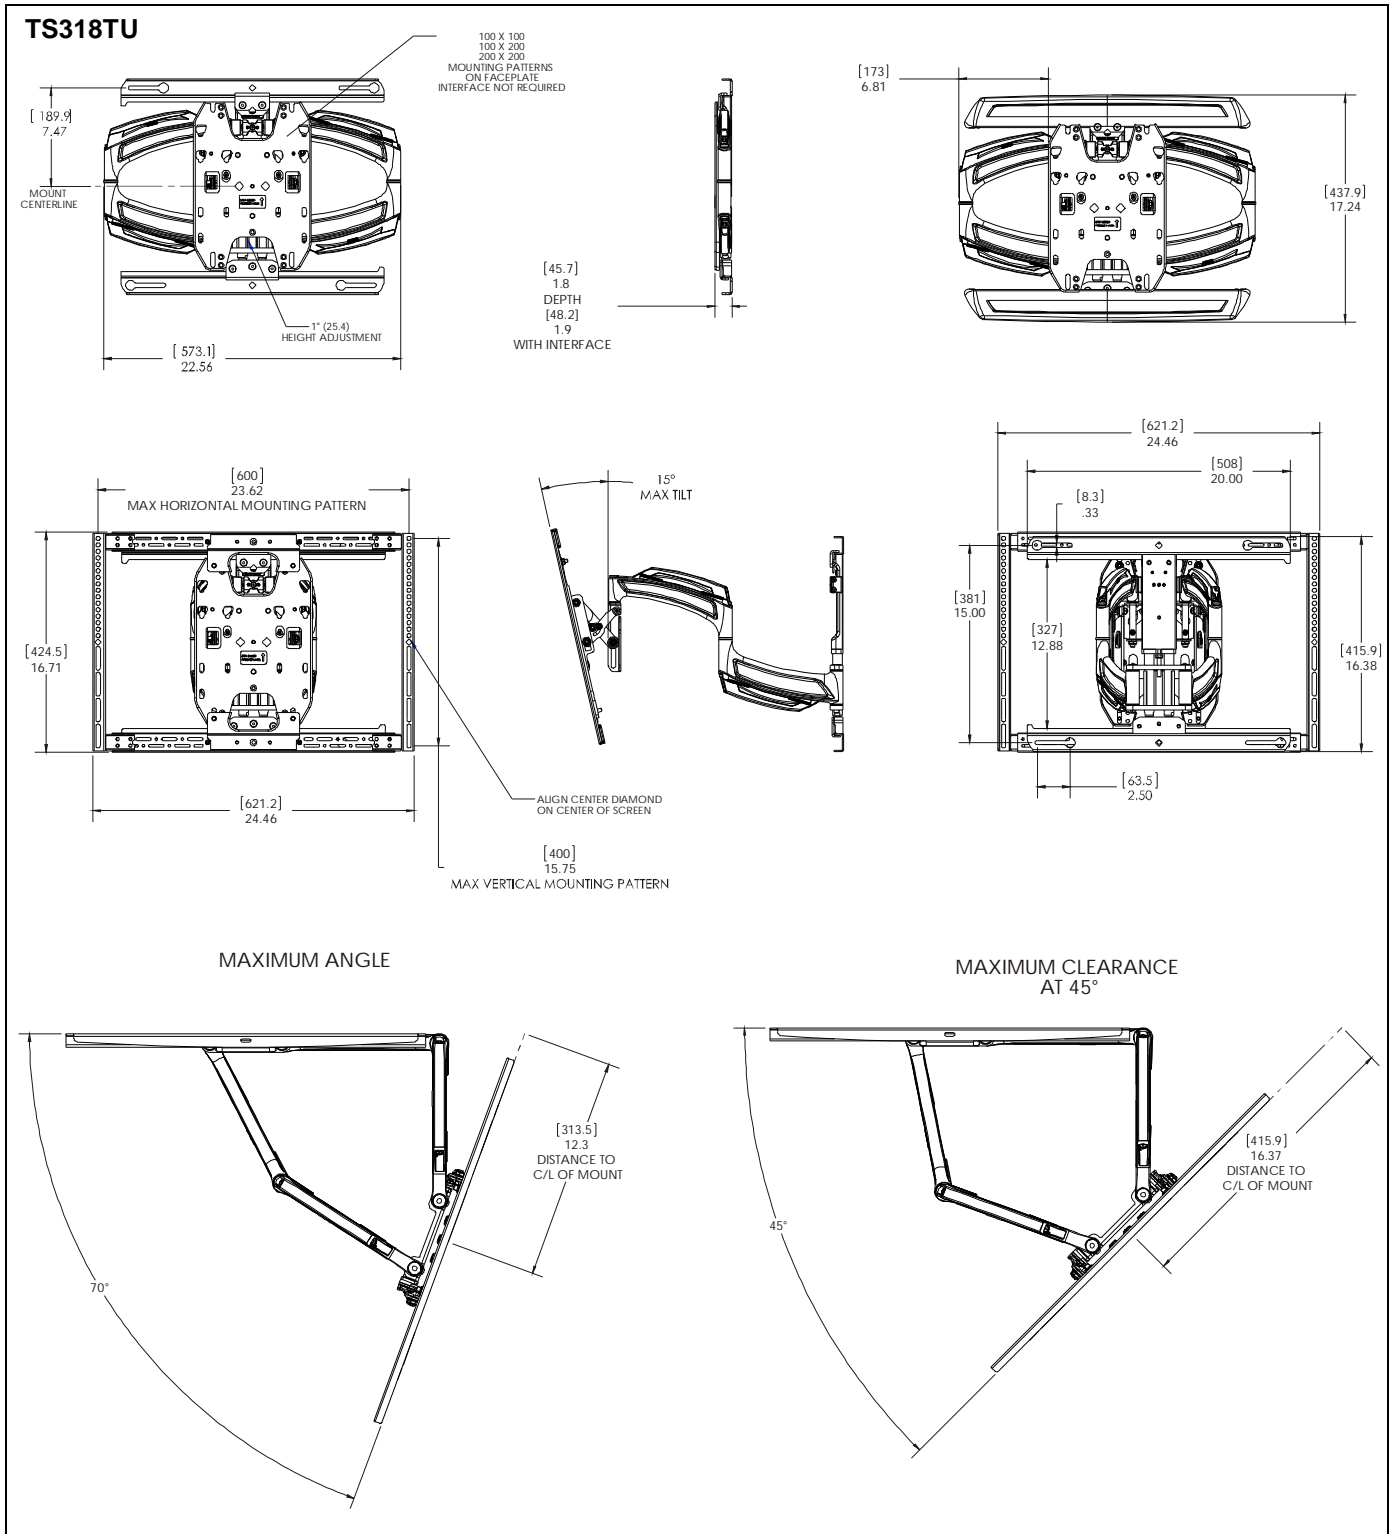 TS318TU
100 X 100
100 X 200
200 X 200
MOUNTING PATTERNS
ON FACEPLATE
INTERFACE NOT REQUIRED
[189.9]
7.47
MOUNT
CENTERLINE
1" (25.4)
HEIGHT ADJUSTMENT
[573.1]
22.56
[45.7]
1.8
DEPTH
[48.2]
1.9
WITH INTERFACE
[173]
6.81
[437.9]
17.24
[600]
23.62
MAX HORIZONTAL MOUNTING PATTERN
[424.5]
16.71
[621.2]
24.46
15°
MAX TILT
ALIGN CENTER DIAMOND
ON CENTER OF SCREEN
[400]
15.75
MAX VERTICAL MOUNTING PATTERN
[621.2]
24.46
[508]
20.00
[8.3]
.33
[381]
15.00
[327]
12.88
[415.9]
16.38
[63.5]
2.50
MAXIMUM ANGLE
[313.5]
12.3
DISTANCE TO
C/L OF MOUNT
70°
MAXIMUM CLEARANCE
AT 45°
[415.9]
16.37
DISTANCE TO
C/L OF MOUNT
45°